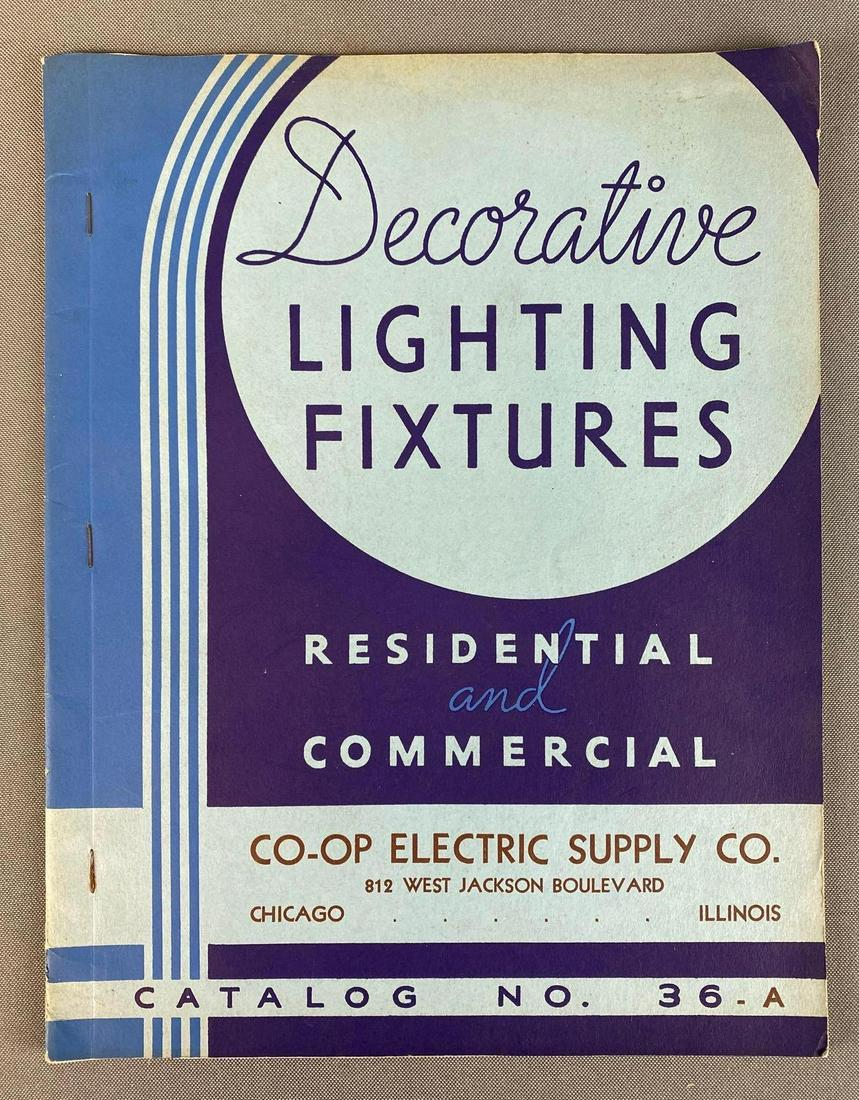 Decorative
LIGHTING
FIXTURES
RESIDENTIAL
and
COMMERCIAL
CO-OP ELECTRIC SUPPLY CO.
812 WEST JACKSON BOULEVARD
CHICAGO . . . . . . ILLINOIS
CATALOG NO. 36-A